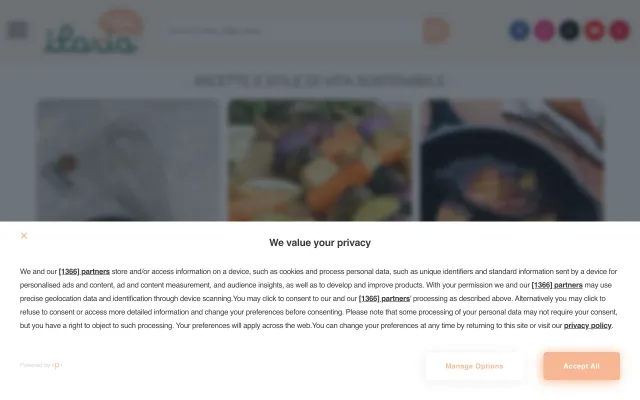 ilaria
RICETTE E STILE DI VITA SOSTENIBILE
We value your privacy
We and our [1366] partners store and/or access information on a device, such as cookies and process personal data, such as unique identifiers and standard information sent by a device for
personalised ads and content, ad and content measurement, and audience insights, as well as to develop and improve products. With your permission we and our [1366] partners may use
precise geolocation data and identification through device scanning.You may click to consent to our and our [1366] partners' processing as described above. Alternatively you may click to
refuse to consent or access more detailed information and change your preferences before consenting. Please note that some processing of your personal data may not require your consent,
but you have a right to object to such processing. Your preferences will apply across the web.You can change your preferences at any time by returning to this site or visit our privacy policy.
Powered by
Manage Options
Accept All